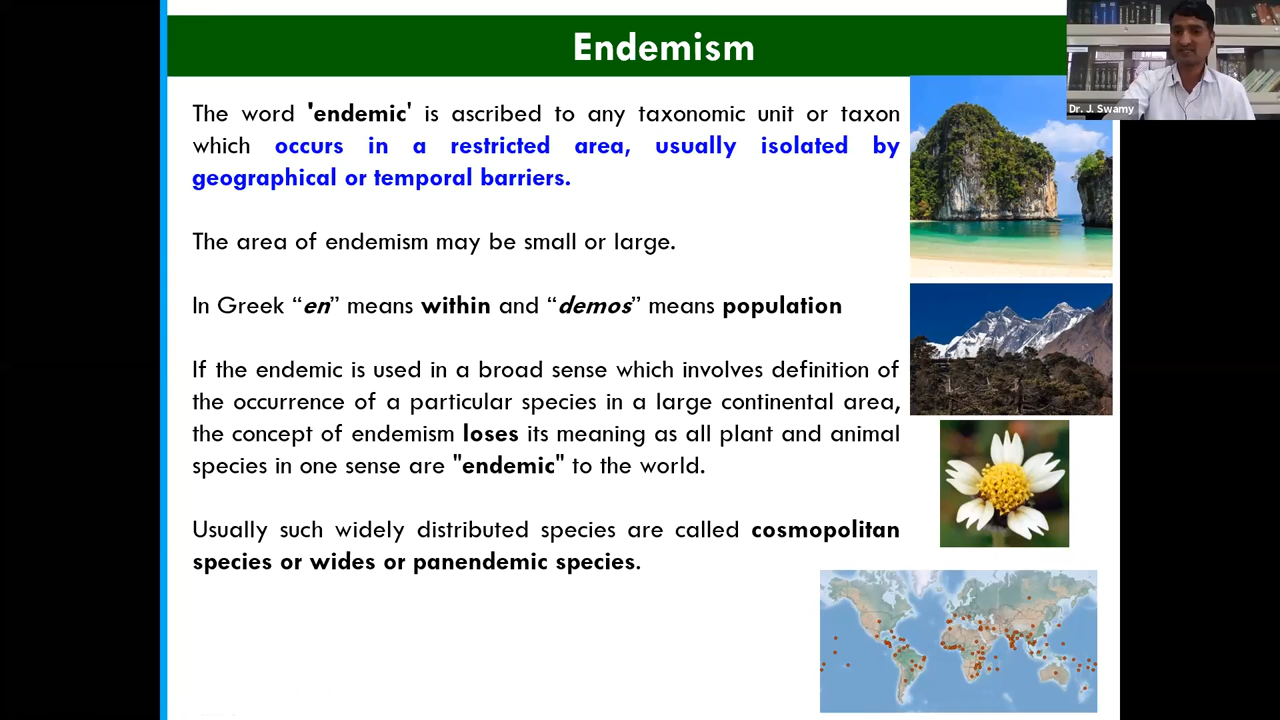 Endemism
Dr. J. Swamy
The word 'endemic' is ascribed to any taxonomic unit or taxon
which occurs in a restricted area, usually isolated by
geographical or temporal barriers.
The area of endemism may be small or large.
In Greek “en” means within and “demos” means population
If the endemic is used in a broad sense which involves definition of
the occurrence of a particular species in a large continental area,
the concept of endemism loses its meaning as all plant and animal
species in one sense are "endemic" to the world.
Usually such widely distributed species are called cosmopolitan
species or wides or panendemic species.